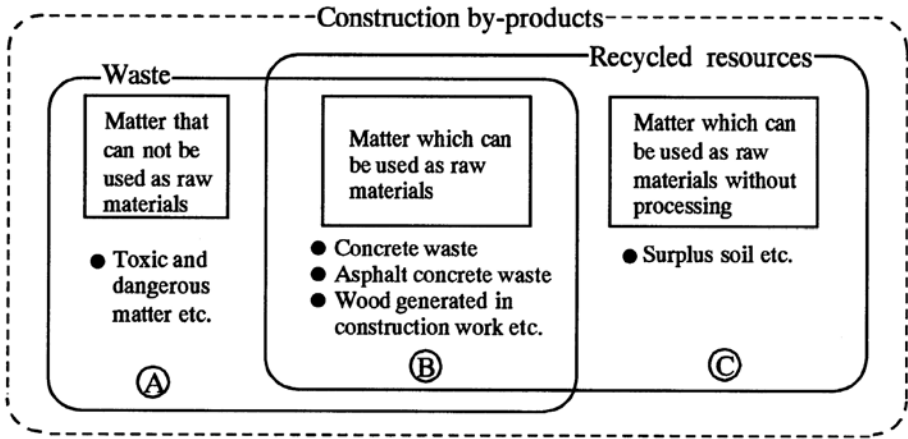 Construction by-products
Recycled resources
Waste
Matter that
can not be
used as raw
materials
● Toxic and
dangerous
matter etc.
Ⓐ
Matter which can
be used as raw
materials
● Concrete waste
● Asphalt concrete waste
● Wood generated in
construction work etc.
Ⓑ
Matter which can
be used as raw
materials without
processing
● Surplus soil etc.
Ⓒ